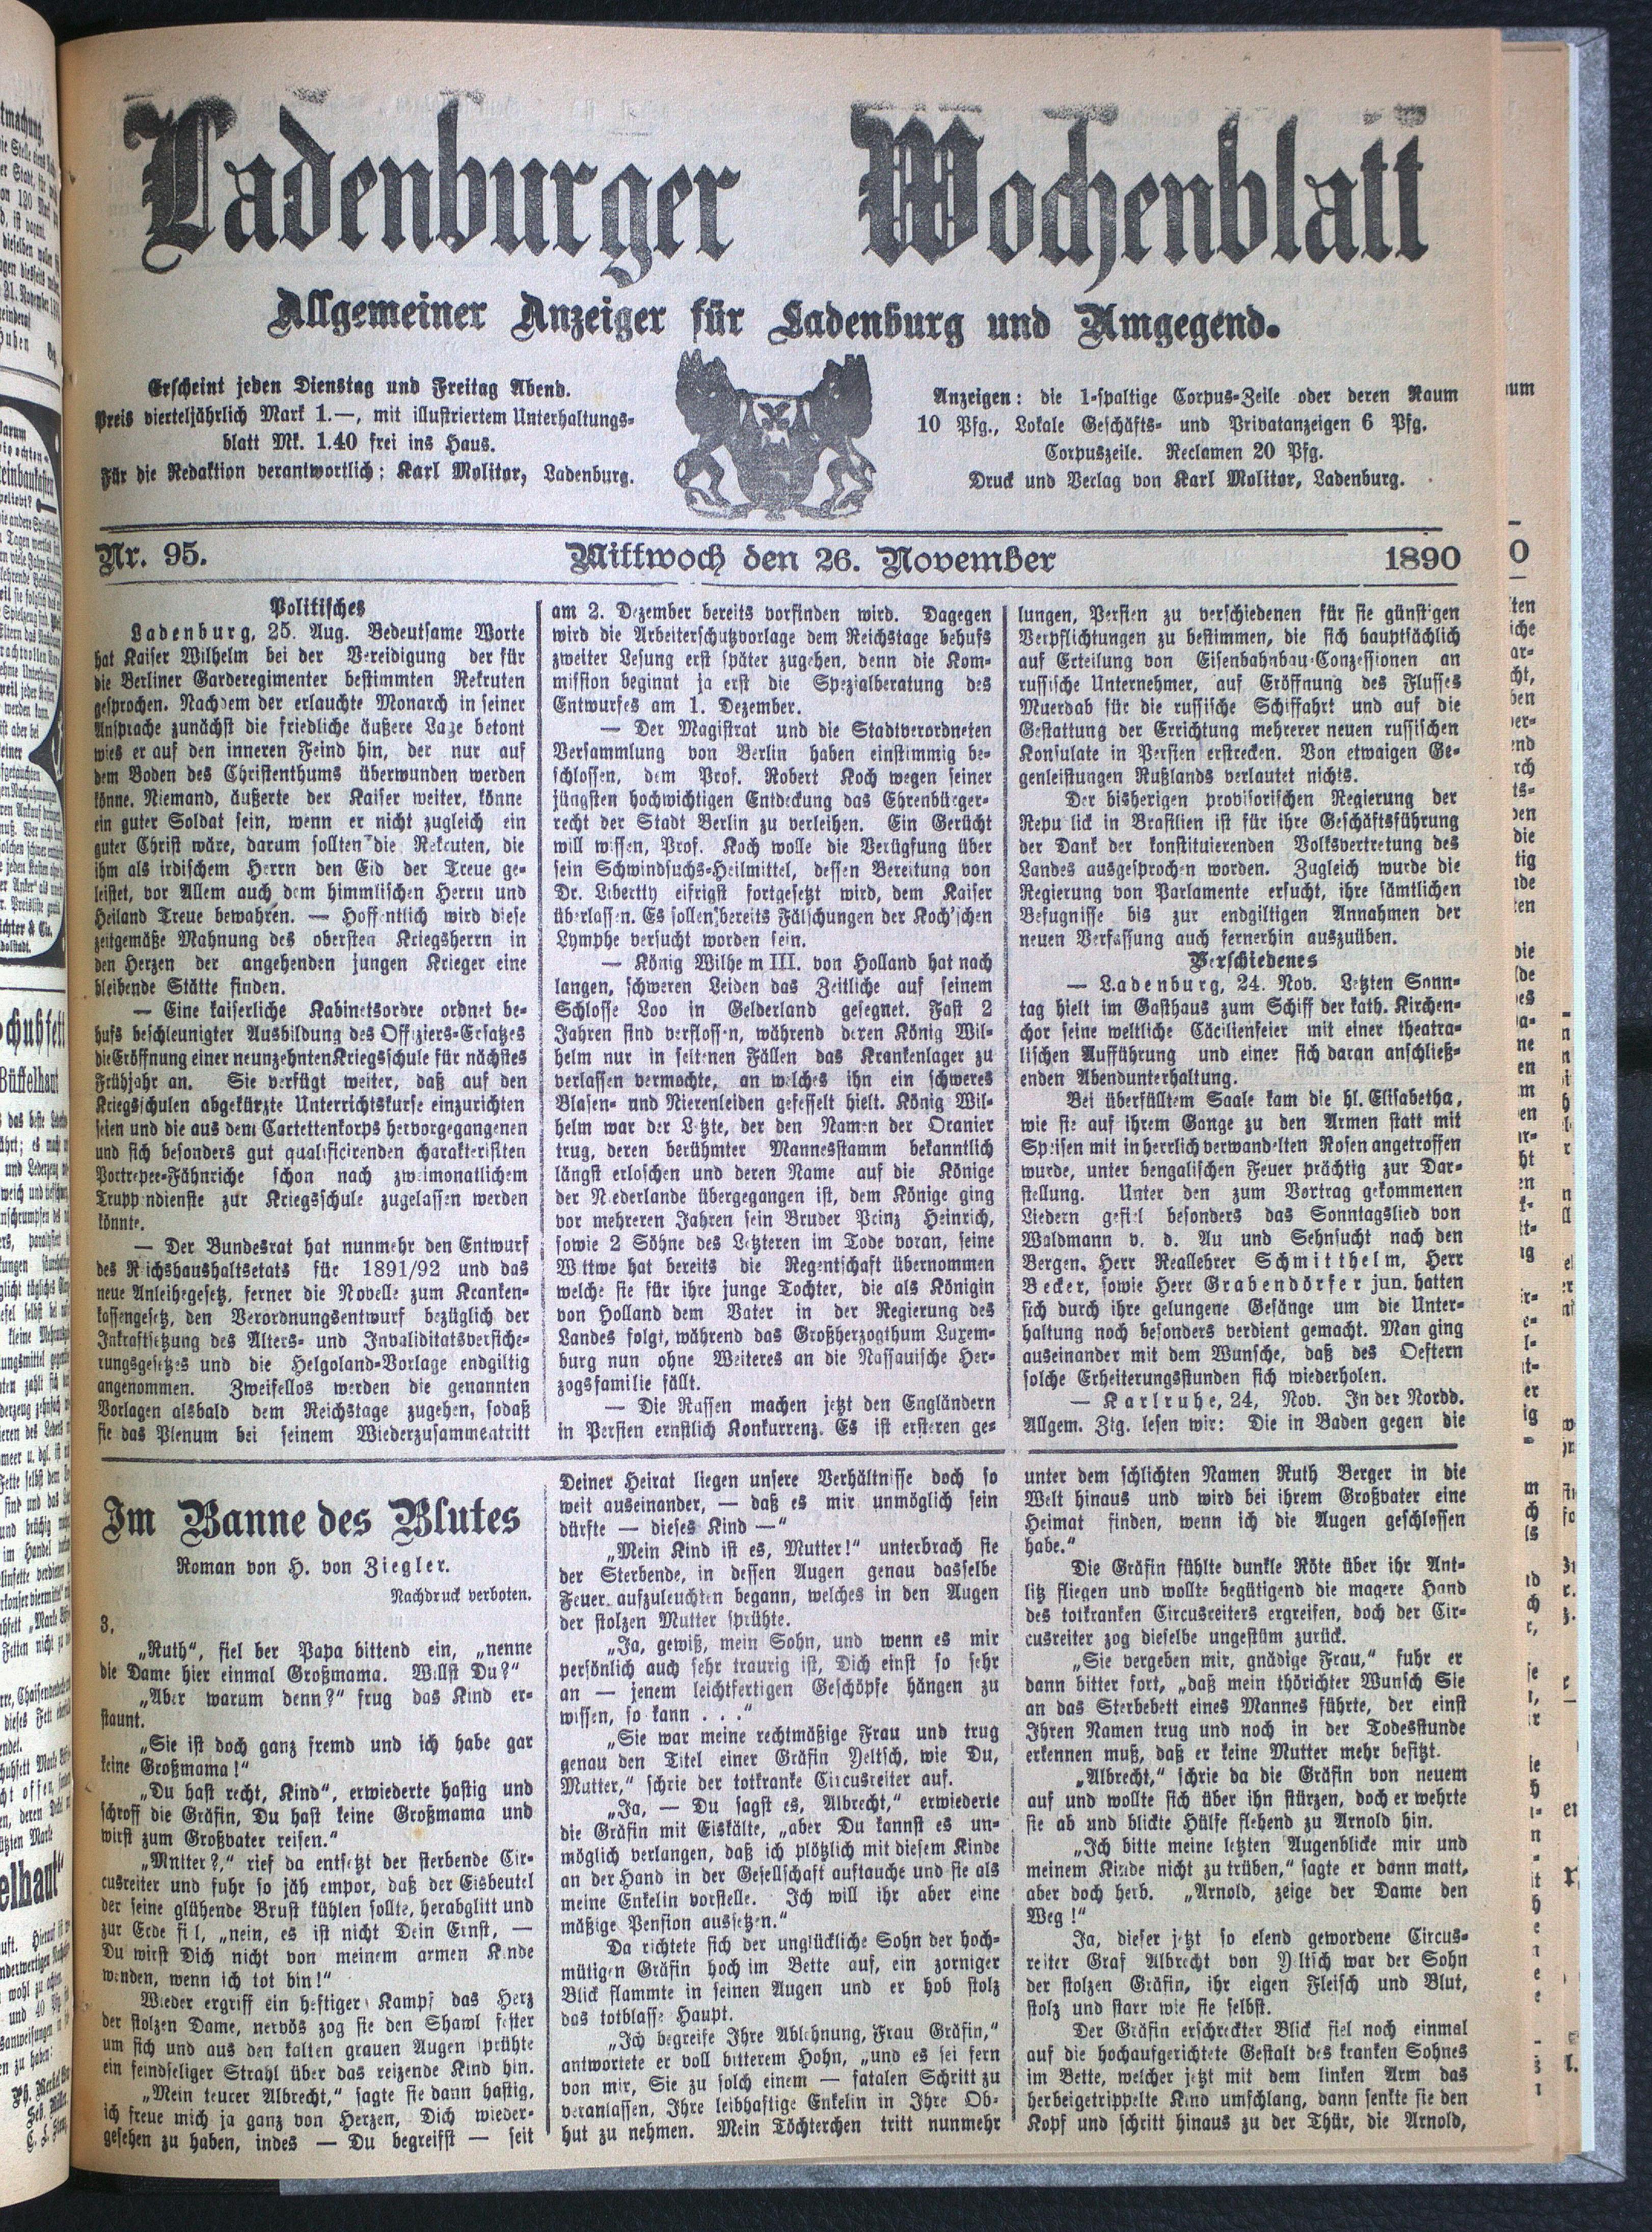 Ladenburger Wochenblatt
Allgemeiner Anzeiger für Ladenburg und Umgegend.
Erscheint jeden Dienstag und Freitag Abend.
Preis vierteljährlich Mark 1.—, mit illustriertem Unterhaltungs-
blatt Mk. 1.40 frei ins Haus.
Für die Redaktion verantwortlich: Karl Molitor, Ladenburg.
Anzeigen: die 1-spaltige Corpus-Zeile oder deren Raum
10 Pfg., Lokale Geschäfts- und Privatanzeigen 6 Pfg.
Corpuszeile. Reclamen 20 Pfg.
Druck und Verlag von Karl Molitor, Ladenburg.
Nr. 95. Mittwoch den 26. November 1890
Politisches
Ladenburg, 25. Aug. Bedeutsame Worte
hat Kaiser Wilhelm bei der Vereidigung der für
die Berliner Garderegimenter bestimmten Rekruten
gesprochen. Nachdem der erlauchte Monarch in seiner
Ansprache zunächst die friedliche äußere Lage betont
wies er auf den inneren Feind hin, der nur auf
dem Boden des Christenthums überwunden werden
könne. Niemand, äußerte der Kaiser weiter, könne
ein guter Soldat sein, wenn er nicht zugleich ein
guter Christ wäre, darum sollten die Rekruten, die
ihm als irdischem Herrn den Eid der Treue ge-
leistet, vor Allem auch dem himmlischen Herrn und
Heiland Treue bewahren. — Hoffentlich wird diese
zeitgemäße Mahnung des obersten Kriegsherrn in
den Herzen der angehenden jungen Krieger eine
bleibende Stätte finden.
— Eine kaiserliche Kabinetsordre ordnet be-
hufs beschleunigter Ausbildung des Offiziers-Ersatzes
die Eröffnung einer neunzehnten Kriegsschule für nächstes
Frühjahr an. Sie verfügt weiter, daß auf den
Kriegsschulen abgekürzte Unterrichtskurse einzurichten
seien und die aus dem Cartettenkorps hervorgegangenen
und sich besonders gut qualificirenden charakterisirten
Portepee-Fähnriche schon nach zweimonatlichem
Truppendienste zur Kriegsschule zugelassen werden
könnte.
— Der Bundesrat hat nunmehr den Entwurf
des Reichshaushaltsetats für 1891/92 und das
neue Anleihegesetz, ferner die Novelle zum Kranken-
kassengesetz, den Verordnungsentwurf bezüglich der
Inkraftsetzung des Alters- und Invaliditätsversiche-
rungsgesetzes und die Helgoland-Vorlage endgiltig
angenommen. Zweifellos werden die genannten
Vorlagen alsbald dem Reichstage zugehen, sodaß
sie das Plenum bei seinem Wiederzusammentritt
am 2. Dezember bereits vorfinden wird. Dagegen
wird die Arbeiterschutzvorlage dem Reichstage behufs
zweiter Lesung erst später zugehen, denn die Kom-
mission beginnt ja erst die Spezialberatung des
Entwurfes am 1. Dezember.
— Der Magistrat und die Stadtverordneten
Versammlung von Berlin haben einstimmig be-
schlossen, dem Prof. Robert Koch wegen seiner
jüngsten hochwichtigen Entdeckung das Ehrenbürger-
recht der Stadt Berlin zu verleihen. Ein Gerücht
will wissen, Prof. Koch wolle die Verügfung über
sein Schwindsuchs-Heilmittel, dessen Bereitung von
Dr. Libertty eifrigst fortgesetzt wird, dem Kaiser
überlassen. Es sollen bereits Fälschungen der Koch'schen
Lymphe versucht worden sein.
— König Wilhe m III. von Holland hat nach
langen, schweren Leiden das Zeitliche auf seinem
Schlosse Loo in Gelderland gesegnet. Fast 2
Jahren sind verflossen, während deren König Wil-
helm nur in seltenen Fällen das Krankenlager zu
verlassen vermochte, an welches ihn ein schweres
Blasen- und Nierenleiden gefesselt hielt. König Wil-
helm war der Letzte, der den Namen der Oranier
trug, deren berühmter Mannesstamm bekanntlich
längst erloschen und deren Name auf die Könige
der Niederlande übergegangen ist, dem Könige ging
vor mehreren Jahren sein Bruder Prinz Heinrich,
sowie 2 Söhne des Letzteren im Tode voran, seine
Wittwe hat bereits die Regentschaft übernommen
welche sie für ihre junge Tochter, die als Königin
von Holland dem Vater in der Regierung des
Landes folgt, während das Großherzogthum Luxem-
burg nun ohne Weiteres an die Nassauische Her-
zogsfamilie fällt.
— Die Russen machen jetzt den Engländern
in Persien ernstlich Konkurrenz. Es ist ersteren ge-
lungen, Persien zu verschiedenen für sie günstigen
Verpflichtungen zu bestimmen, die sich hauptsächlich
auf Erteilung von Eisenbahnbau-Conzessionen an
russische Unternehmer, auf Eröffnung des Flusses
Muerdab für die russische Schiffahrt und auf die
Gestattung der Errichtung mehrerer neuen russischen
Konsulate in Persien erstrecken. Von etwaigen Ge-
genleistungen Rußlands verlautet nichts.
Der bisherigen provisorischen Regierung der
Repu lick in Brasilien ist für ihre Geschäftsführung
der Dank der konstituierenden Volksvertretung des
Landes ausgesprochen worden. Zugleich wurde die
Regierung von Parlamente ersucht, ihre sämtlichen
Befugnisse bis zur endgiltigen Annahmen der
neuen Verfassung auch fernerhin auszuüben.
Verschiedenes
— Ladenburg, 24. Nov. Letzten Sonn-
tag hielt im Gasthaus zum Schiff der kath. Kirchen-
chor seine weltliche Cäcilienfeier mit einer theatra-
lischen Aufführung und einer sich daran anschließ-
enden Abendunterhaltung.
Bei überfülltem Saale kam die hl. Elisabetha,
wie sie auf ihrem Gange zu den Armen statt mit
Speisen mit in herrlich verwandelten Rosen angetroffen
wurde, unter bengalischen Feuer prächtig zur Dar-
stellung. Unter den zum Vortrag gekommenen
Liedern gefiel besonders das Sonntagslied von
Waldmann v. d. Au und Sehnsucht nach den
Bergen. Herr Reallehrer Schmitthelm, Herr
Becker, sowie Herr Grabendörfer jun. hatten
sich durch ihre gelungene Gesänge um die Unter-
haltung noch besonders verdient gemacht. Man ging
auseinander mit dem Wunsche, daß des Oeftern
solche Erheiterungsstunden sich wiederholen.
— Karlruhe, 24, Nov. In der Nordd.
Allgem. Ztg. lesen wir: Die in Baden gegen die
Im Banne des Blutes
Roman von H. von Ziegler.
Nachdruck verboten.
3.
„Ruth“, fiel ber Papa bittend ein, „nenne
die Dame hier einmal Großmama. Willst Du?“
„Aber warum denn?“ frug das Kind er-
staunt.
„Sie ist doch ganz fremd und ich habe gar
keine Großmama!“
„Du hast recht, Kind“, erwiederte hastig und
schroff die Gräfin, Du hast keine Großmama und
wirst zum Großvater reisen.“
„Mntter?,“ rief da entsetzt der sterbende Cir-
cusreiter und fuhr so jäh empor, daß der Eisbeutel
der seine glühende Brust kühlen sollte, herabglitt und
zur Erde fil, „nein, es ist nicht Dein Ernst, —
Du wirst Dich nicht von meinem armen Kinde
wenden, wenn ich tot bin!“
Wieder ergriff ein heftiger Kampf das Herz
der stolzen Dame, nervös zog sie den Shawl fester
um sich und aus den kalten grauen Augen sprühte
ein feindseliger Strahl über das reizende Kind hin.
„Mein teurer Albrecht,“ sagte sie dann hastig,
ich freue mich ja ganz von Herzen, Dich wieder-
gesehen zu haben, indes — Du begreifst — seit
Deiner Heirat liegen unsere Verhältnisse doch so
weit auseinander, — daß es mir unmöglich sein
dürfte — dieses Kind —“
„Mein Kind ist es, Mutter!“ unterbrach sie
der Sterbende, in dessen Augen genau dasselbe
Feuer aufzuleuchten begann, welches in den Augen
der stolzen Mutter sprühte.
„Ja, gewiß, mein Sohn, und wenn es mir
persönlich auch sehr traurig ist, Dich einst so sehr
an — jenem leichtfertigen Geschöpfe hängen zu
wissen, so kann . . .“
„Sie war meine rechtmäßige Frau und trug
genau den Titel einer Gräfin Yeltsch, wie Du,
Mutter,“ schrie der totkranke Circusreiter auf.
„Ja, — Du sagst es, Albrecht,“ erwiederte
die Gräfin mit Eiskälte, „aber Du kannst es un-
möglich verlangen, daß ich plötzlich mit diesem Kinde
an der Hand in der Gesellschaft auftauche und sie als
meine Enkelin vorstelle. Ich will ihr aber eine
mäßige Pension aussetzen.“
Da richtete sich der unglückliche Sohn der hoch-
mütigen Gräfin hoch im Bette auf, ein zorniger
Blick flammte in seinen Augen und er hob stolz
das totblasse Haupt.
„Ich begreife Ihre Ablehnung, Frau Gräfin,“
antwortete er voll bitterem Hohn, „und es sei fern
von mir, Sie zu solch einem — fatalen Schritt zu
veranlassen, Ihre leibhaftige Enkelin in Ihre Ob-
hut zu nehmen. Mein Töchterchen tritt nunmehr
unter dem schlichten Namen Ruth Berger in die
Welt hinaus und wird bei ihrem Großvater eine
Heimat finden, wenn ich die Augen geschlossen
habe.“
Die Gräfin fühlte dunkle Röte über ihr Ant-
litz fliegen und wollte begütigend die magere Hand
des totkranken Circusreiters ergreifen, doch der Cir-
cusreiter zog dieselbe ungestüm zurück.
„Sie vergeben mir, gnädige Frau,“ fuhr er
dann bitter fort, „daß mein thörichter Wunsch Sie
an das Sterbebett eines Mannes führte, der einst
Ihren Namen trug und noch in der Todesstunde
erkennen muß, daß er keine Mutter mehr besitzt.
„Albrecht,“ schrie da die Gräfin von neuem
auf und wollte sich über ihn stürzen, doch er wehrte
sie ab und blickte Hülfe flehend zu Arnold hin.
„Ich bitte meine letzten Augenblicke mir und
meinem Kinde nicht zu trüben,“ sagte er dann matt,
aber doch herb. „Arnold, zeige der Dame den
Weg!“
Ja, dieser jetzt so elend gewordene Circus-
reiter Graf Albrecht von Yeltsch war der Sohn
der stolzen Gräfin, ihr eigen Fleisch und Blut,
stolz und starr wie sie selbst.
Der Gräfin erschreckter Blick fiel noch einmal
auf die hochaufgerichtete Gestalt des kranken Sohnes
im Bette, welcher jetzt mit dem linken Arm das
herbeigetrippelte Kind umschlang, dann senkte sie den
Kopf und schritt hinaus zu der Thür, die Arnold,